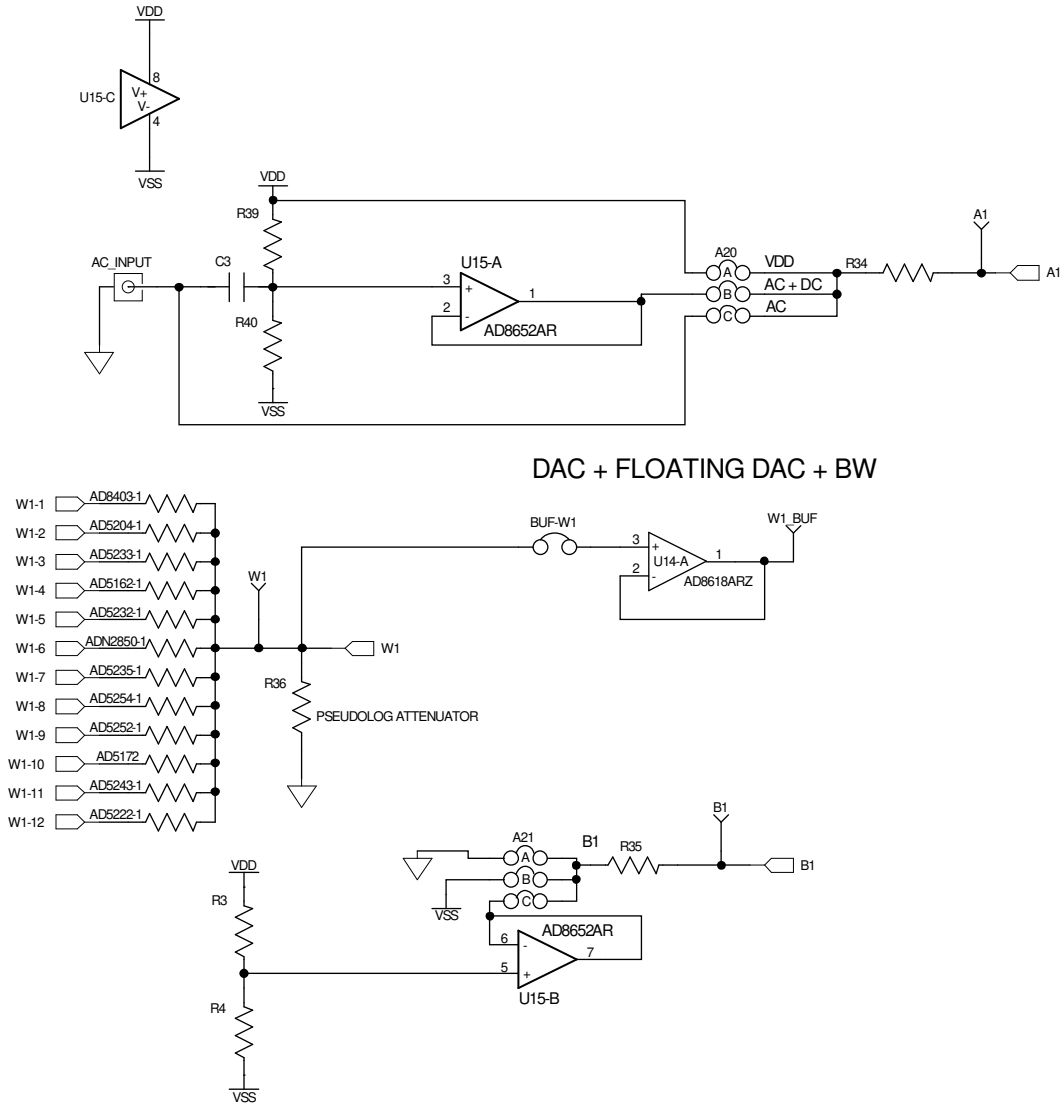 VDD
8
U15-C
V+
V-
4
VSS
VDD
R39
A1
A20
VDD
R34
AC_INPUT
C3
U15-A
A
A1
3
+
1
B
AC + DC
2
-
C
AC
R40
AD8652AR
VSS
DAC + FLOATING DAC + BW
W1-1
AD8403-1
W1-2
AD5204-1
W1-3
AD5233-1
W1-4
AD5162-1
W1-5
AD5232-1
W1-6
ADN2850-1
W1-7
AD5235-1
W1-8
AD5254-1
W1-9
AD5252-1
W1-10
AD5172
W1-11
AD5243-1
W1-12
AD5222-1
W1
W1
R36
PSEUDOLOG ATTENUATOR
BUF-W1
3
+
U14-A
1
2
-
AD8618ARZ
W1_BUF
B1
A21
B1
R35
A
B1
B
VSS
C
VDD
R3
AD8652AR
6
-
7
5
+
U15-B
R4
VSS